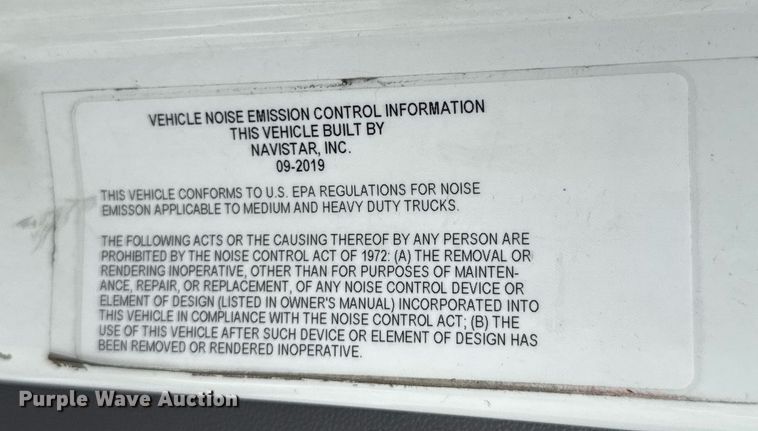 VEHICLE NOISE EMISSION CONTROL INFORMATION
THIS VEHICLE BUILT BY
NAVISTAR, INC.
09-2019
THIS VEHICLE CONFORMS TO U.S. EPA REGULATIONS FOR NOISE
EMISSON APPLICABLE TO MEDIUM AND HEAVY DUTY TRUCKS.
THE FOLLOWING ACTS OR THE CAUSING THEREOF BY ANY PERSON ARE
PROHIBITED BY THE NOISE CONTROL ACT OF 1972: (A) THE REMOVAL OR
RENDERING INOPERATIVE, OTHER THAN FOR PURPOSES OF MAINTEN-
ANCE, REPAIR, OR REPLACEMENT, OF ANY NOISE CONTROL DEVICE OR
ELEMENT OF DESIGN (LISTED IN OWNER'S MANUAL) INCORPORATED INTO
THIS VEHICLE IN COMPLIANCE WITH THE NOISE CONTROL ACT; (B) THE
USE OF THIS VEHICLE AFTER SUCH DEVICE OR ELEMENT OF DESIGN HAS
BEEN REMOVED OR RENDERED INOPERATIVE.
Purple Wave Auction